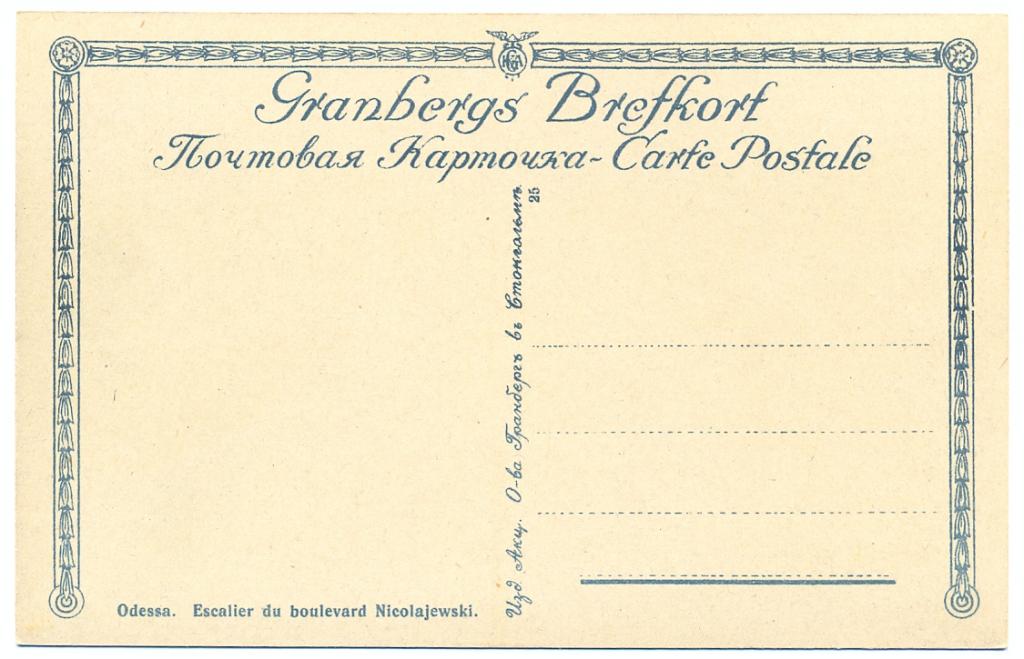 Granbergs Brefkort
Почтовая Карточка - Carte Postale
Изд. Акц. О-ва Гранбергъ въ Стокгольмѣ.
25
Odessa. Escalier du boulevard Nicolajewski.